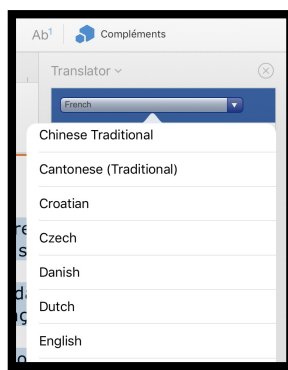 Ab¹ Compléments
Translator
French
Chinese Traditional
Cantonese (Traditional)
Croatian
Czech
Danish
Dutch
English